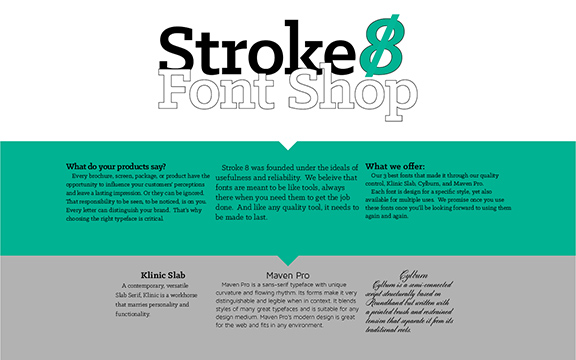 Stroke 8
Font Shop
What do your products say?
Every brochure, screen, package, or product have the
opportunity to influence your customers' perceptions
and leave a lasting impression. Or they can be ignored.
That responsibility to be seen, to be noticed, is on you.
Every letter can distinguish your brand. That's why
choosing the right typeface is critical.
Stroke 8 was founded under the ideals of
usefulness and reliability. We beleive that
fonts are meant to be like tools, always
there when you need them to get the job
done. And like any quality tool, it needs to
be made to last.
What we offer:
Our 3 best fonts that made it through our quality
control, Klinic Slab, Cylburn, and Maven Pro.
Each font is design for a specific style, yet also
available for multiple uses. We promise once you use
these fonts once you'll be looking forward to using them
again and again.
Klinic Slab
A contemporary, versatile
Slab Serif, Klinic is a workhorse
that marries personality and
functionality.
Maven Pro
Maven Pro is a sans-serif typeface with unique
curvature and flowing rhythm. Its forms make it very
distinguishable and legible when in context. It blends
styles of many great typefaces and is suitable for any
design medium. Maven Pro's modern design is great
for the web and fits in any environment.
Cylburn
Cylburn is a semi-connected
script structurally based on
Roundhand but written with
a pointed brush and restrained
tension that separate it from its
traditional roots.